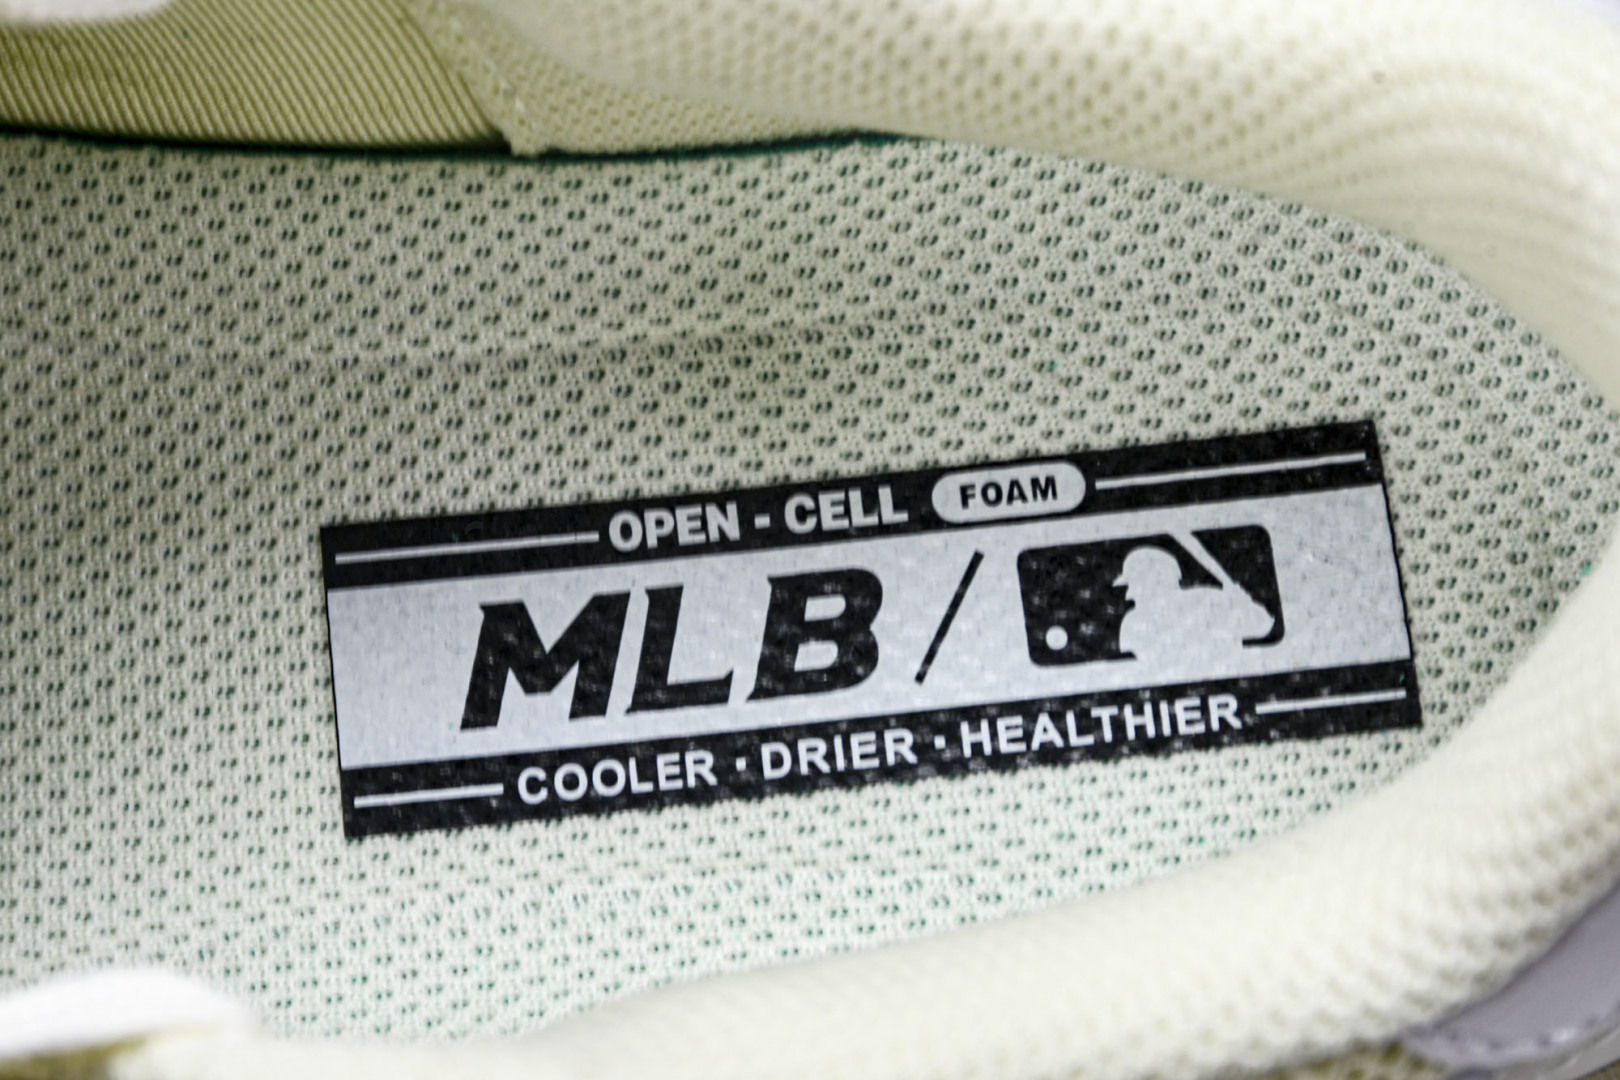 OPEN - CELL FOAM
MLB /
COOLER · DRIER · HEALTHIER